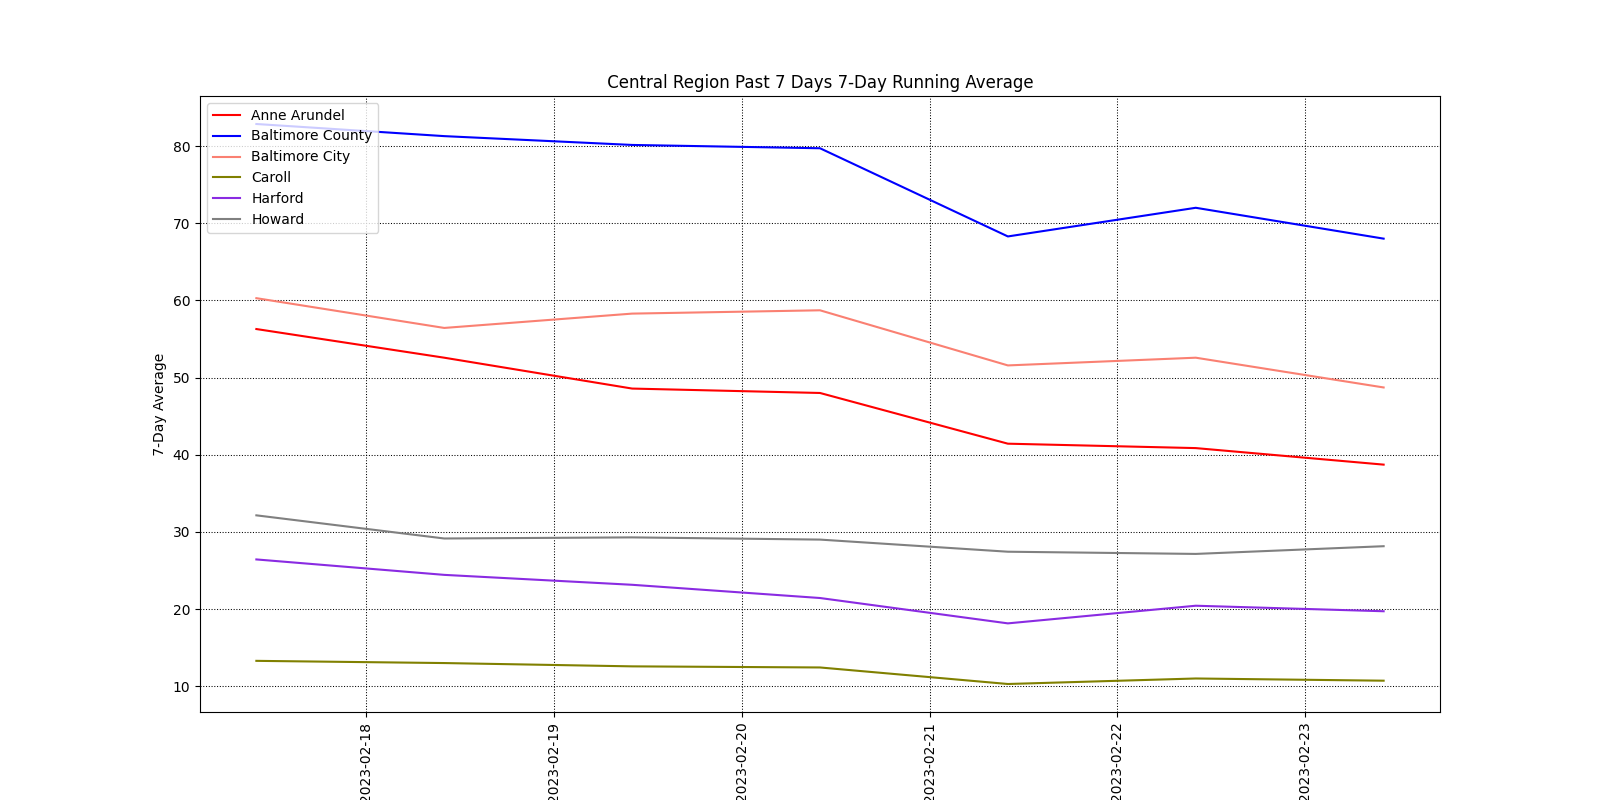 Central Region Past 7 Days 7-Day Running Average
Anne Arundel
Baltimore County
Baltimore City
Caroll
Harford
Howard
7-Day Average
80
70
60
50
40
30
20
10
2023-02-18
2023-02-19
2023-02-20
2023-02-21
2023-02-22
2023-02-23